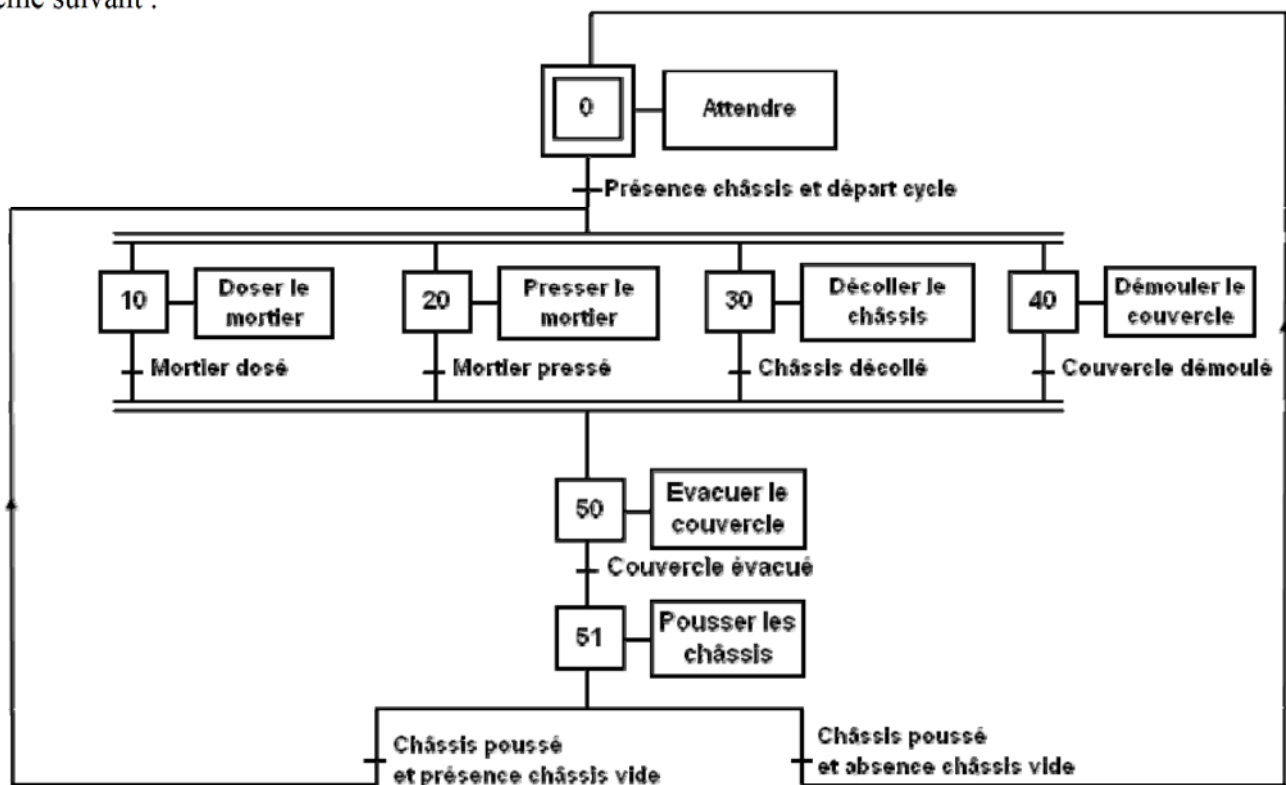 suivant :
0
Attendre
Présence châssis et départ cycle
10
Doser le
mortier
20
Presser le
mortier
30
Décoller le
châssis
40
Démouler le
couvercle
Mortier dosé
Mortier pressé
Châssis décollé
Couvercle démoulé
50
Evacuer le
couvercle
Couvercle évacué
51
Pousser les
châssis
Châssis poussé
et présence châssis vide
Châssis poussé
et absence châssis vide